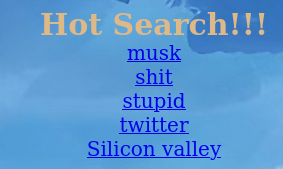 Hot Search!!!
musk
shit
stupid
twitter
Silicon valley